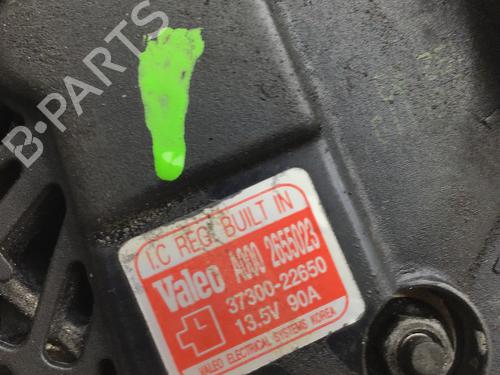 B-PARTS
I.C REG. BUILT IN
Valeo A000 2655023
37300-22650
13.5V 90A
VALEO ELECTRICAL SYSTEMS KOREA